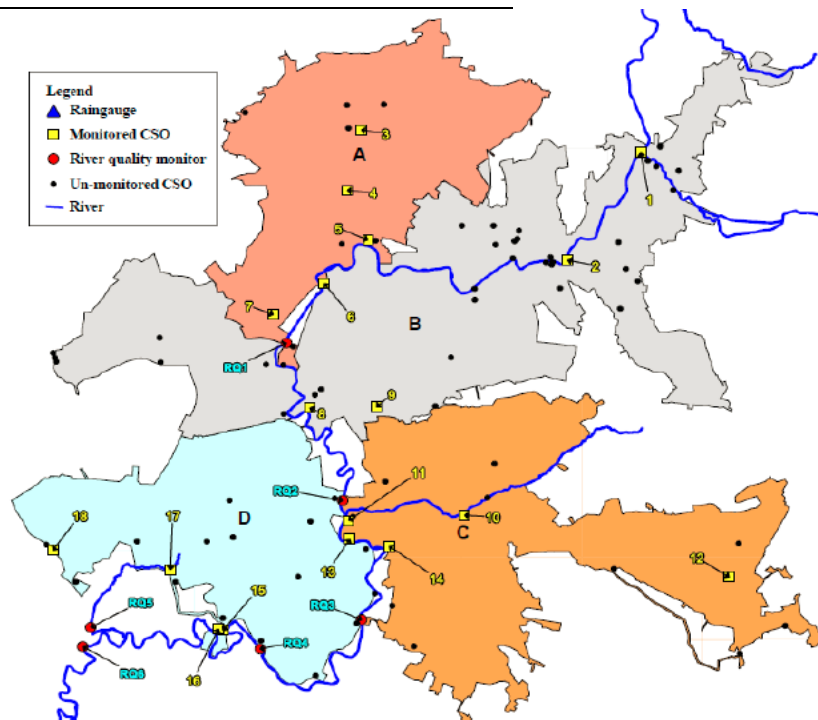 Legend
Raingauge
Monitored CSO
River quality monitor
Un-monitored CSO
River
3
A
4
1
5
2
7
6
B
RQ1
8
9
11
RQ2
18
17
D
10
C
13
14
12
15
RQ5
RQ3
RQ4
16
RQ6